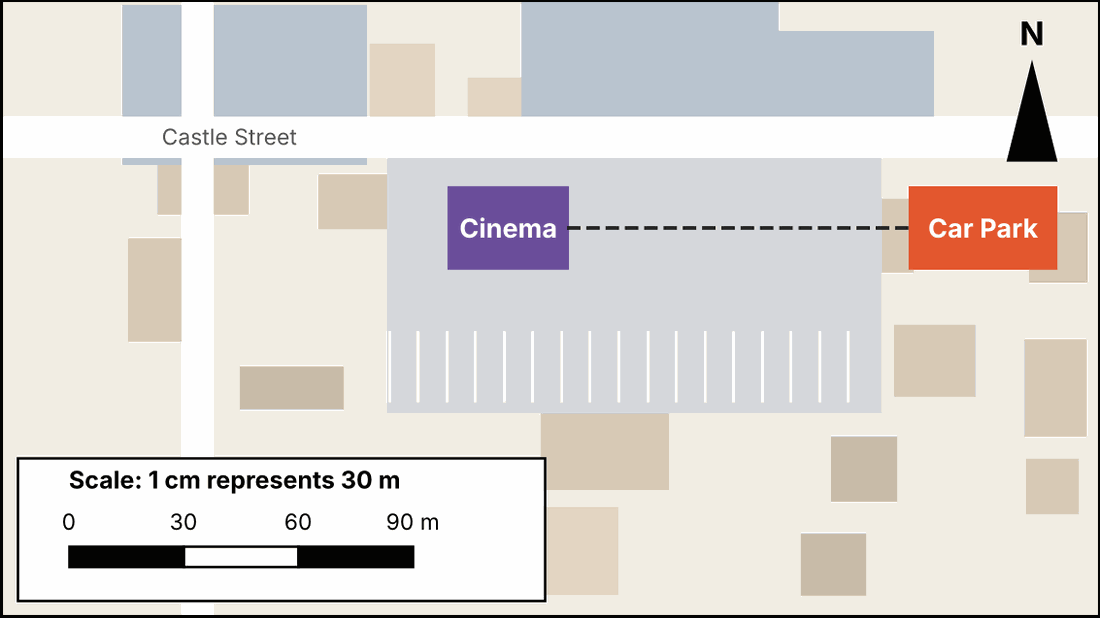 N
Castle Street
Cinema
Car Park
Scale: 1 cm represents 30 m
0 30 60 90 m